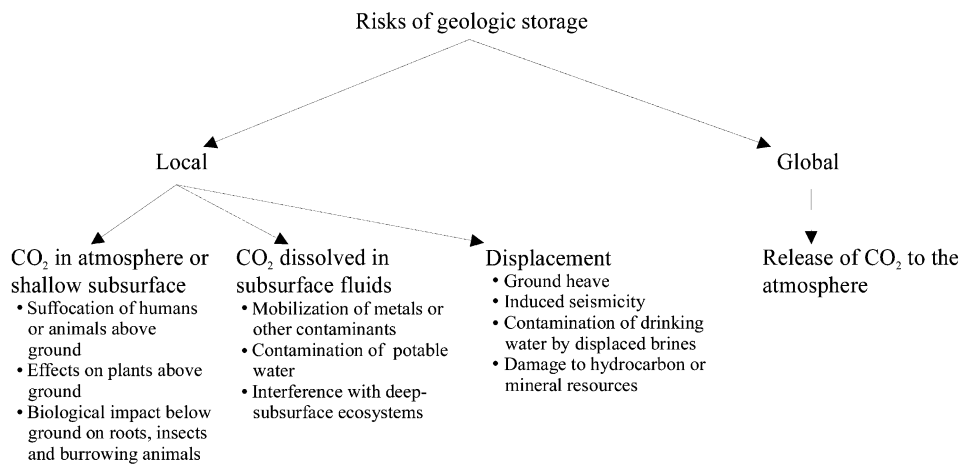 Risks of geologic storage
Local
Global
CO₂ in atmosphere or
shallow subsurface
• Suffocation of humans
or animals above
ground
• Effects on plants above
ground
• Biological impact below
ground on roots, insects
and burrowing animals
CO₂ dissolved in
subsurface fluids
• Mobilization of metals or
other contaminants
• Contamination of potable
water
• Interference with deep-
subsurface ecosystems
Displacement
• Ground heave
• Induced seismicity
• Contamination of drinking
water by displaced brines
• Damage to hydrocarbon or
mineral resources
Release of CO₂ to the
atmosphere